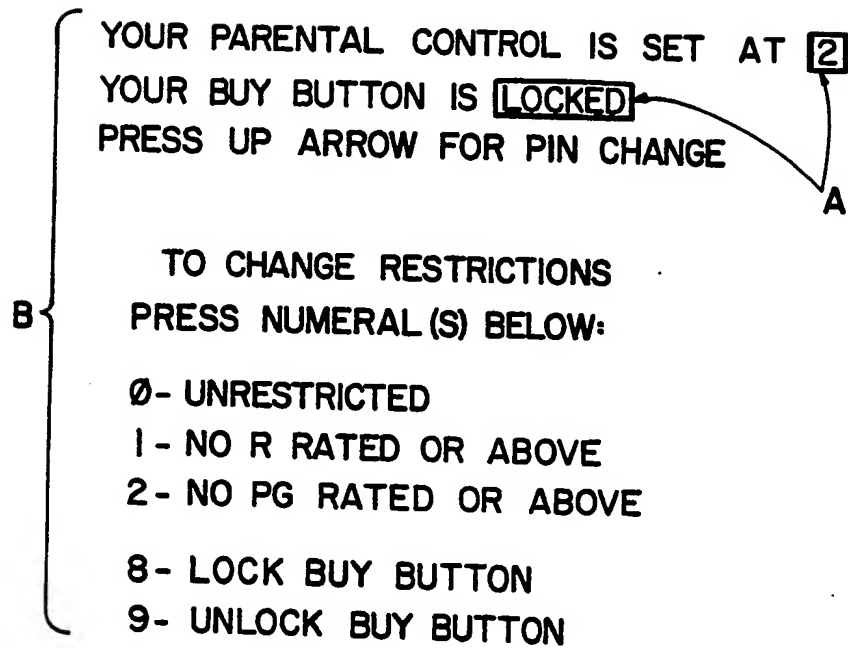 YOUR PARENTAL CONTROL IS SET AT 2
YOUR BUY BUTTON IS LOCKED
PRESS UP ARROW FOR PIN CHANGE
A
TO CHANGE RESTRICTIONS
B
PRESS NUMERAL(S) BELOW:
Ø- UNRESTRICTED
1- NO R RATED OR ABOVE
2- NO PG RATED OR ABOVE
8- LOCK BUY BUTTON
9- UNLOCK BUY BUTTON